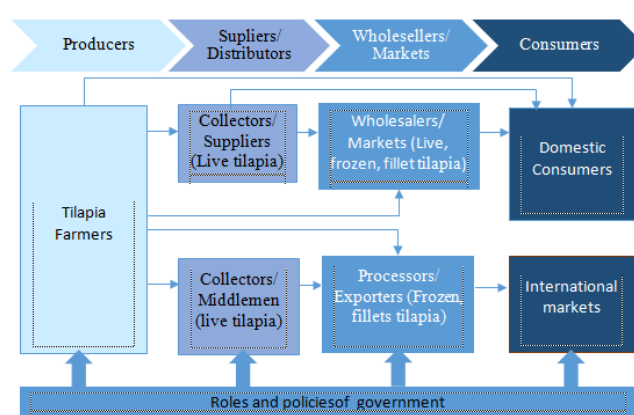 Producers
Supliers/
Distributors
Wholesellers/
Markets
Consumers
Tilapia
Farmers
Collectors/
Suppliers
(Live tilapia)
Wholesalers/
Markets (Live,
frozen, fillet tilapia)
Domestic
Consumers
Collectors/
Middlemen
(live tilapia)
Processors/
Exporters (Frozen,
fillets tilapia)
International
markets
Roles and policiesof government